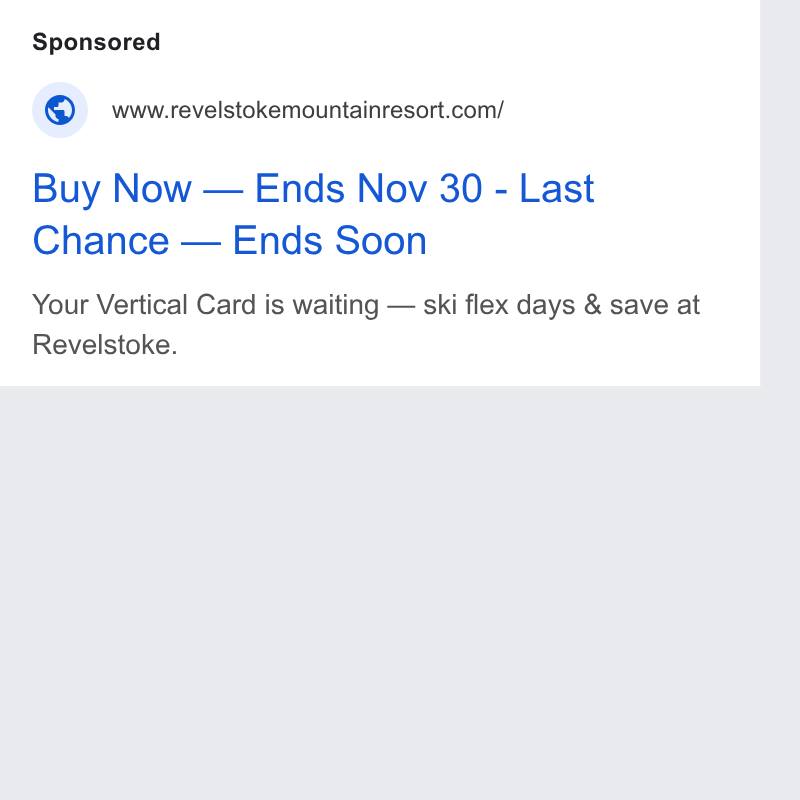 Sponsored
www.revelstokemountainresort.com/
Buy Now — Ends Nov 30 - Last
Chance — Ends Soon
Your Vertical Card is waiting — ski flex days & save at
Revelstoke.